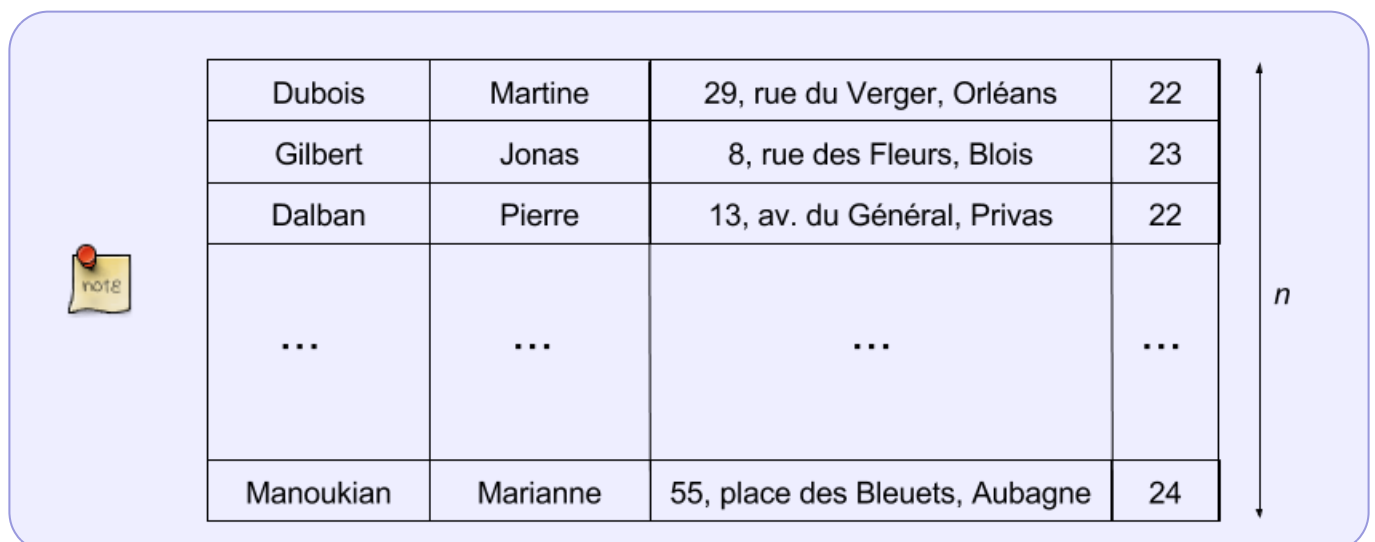 Dubois Martine 29, rue du Verger, Orléans 22
Gilbert Jonas 8, rue des Fleurs, Blois 23
Dalban Pierre 13, av. du Général, Privas 22
note
n
... ... ... ...
Manoukian Marianne 55, place des Bleuets, Aubagne 24